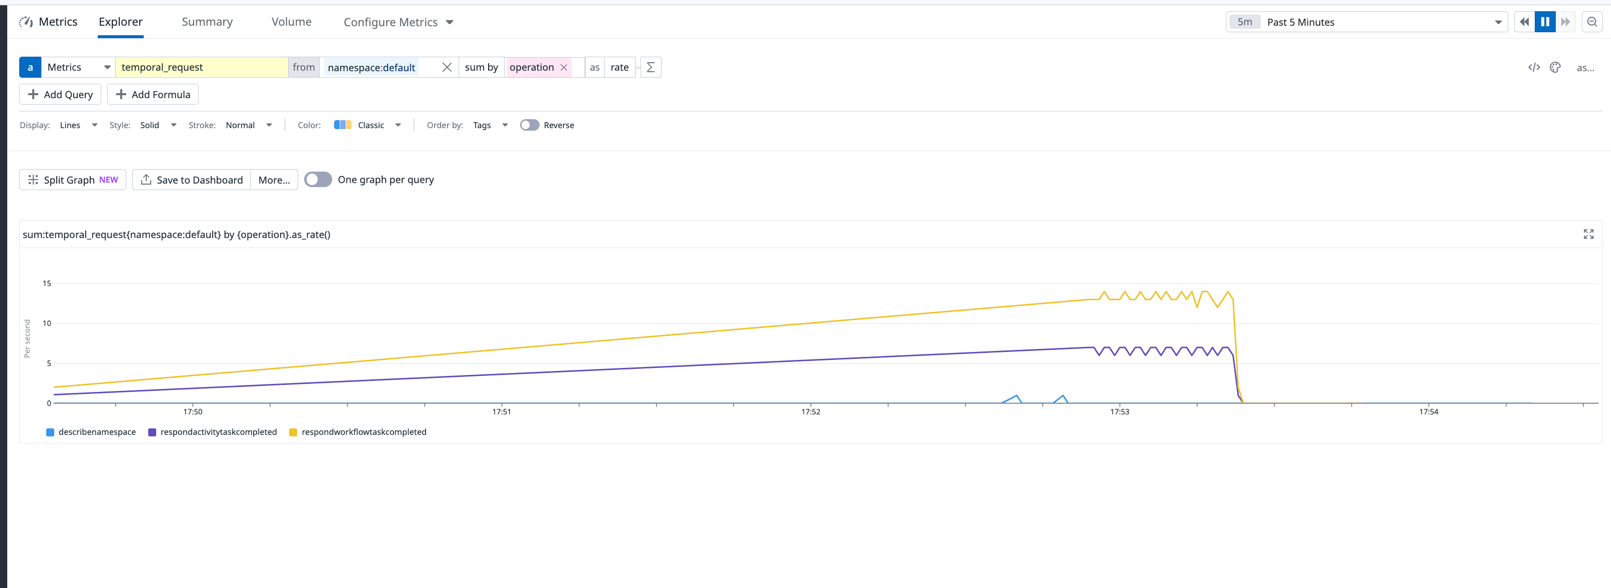 Metrics Explorer Summary Volume Configure Metrics 5m Past 5 Minutes
a Metrics temporal_request from namespace:default sum by operation as rate Σ </> as...
Add Query Add Formula
Display: Lines Style: Solid Stroke: Normal Color: Classic Order by: Tags Reverse
Split Graph NEW Save to Dashboard More... One graph per query
sum:temporal_request{namespace:default} by {operation}.as_rate()
Per second
15
10
5
0
17:50 17:51 17:52 17:53 17:54
describenamespace respondactivitytaskcompleted respondworkflowtaskcompleted